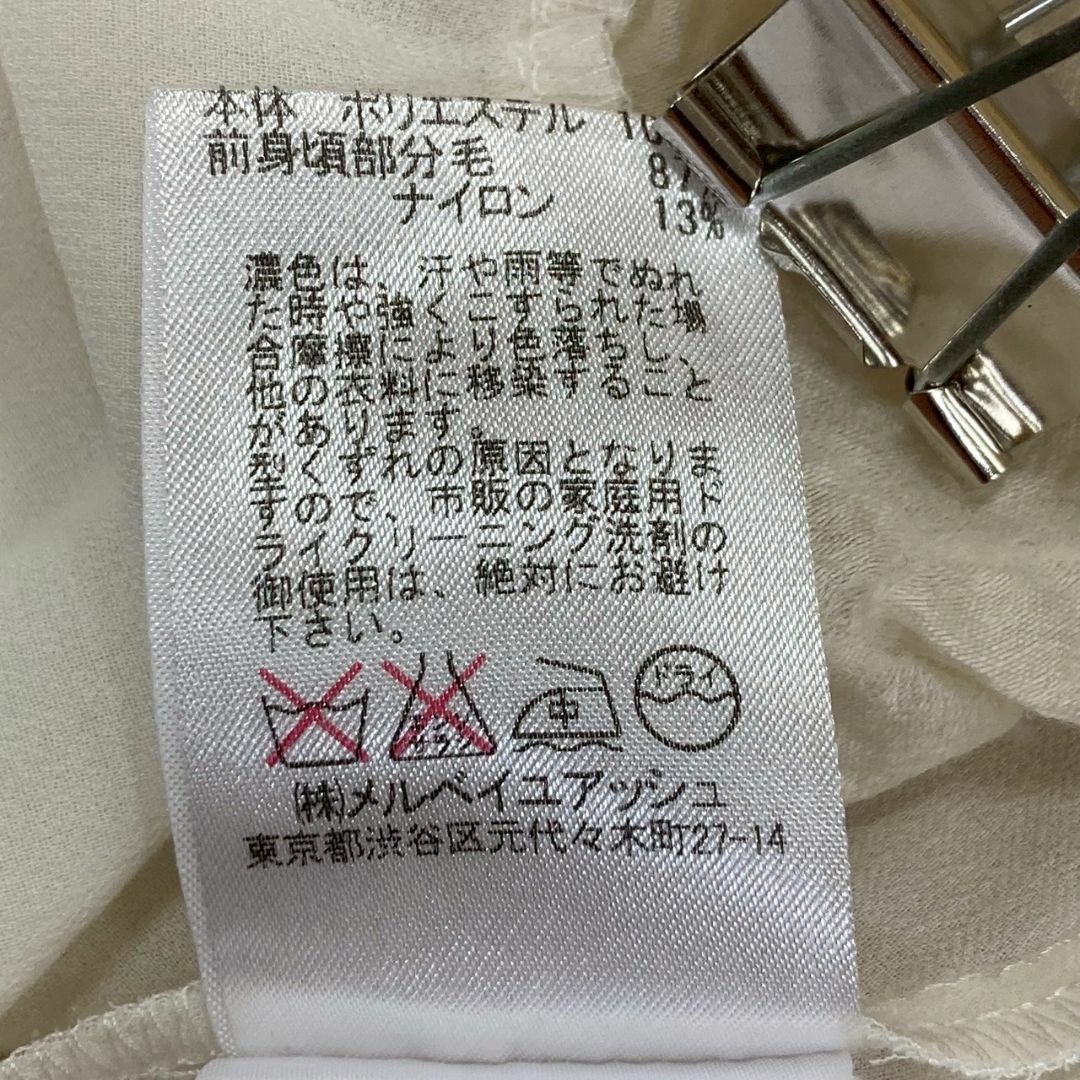 本体 ポリエステル
前身頃部分毛 87%
ナイロン 13%
濃色は、汗や雨等でぬれ
た時や強くこすられた場
合摩擦により色落ちし、
他の衣料に移染すること
があります。
型くずれの原因となりま
すので、市販の家庭用ド
ライクリーニング洗剤の
御使用は、絶対にお避け
下さい。
中 ドライ
㈱メルベイユアッシュ
東京都渋谷区元代々木町27-14